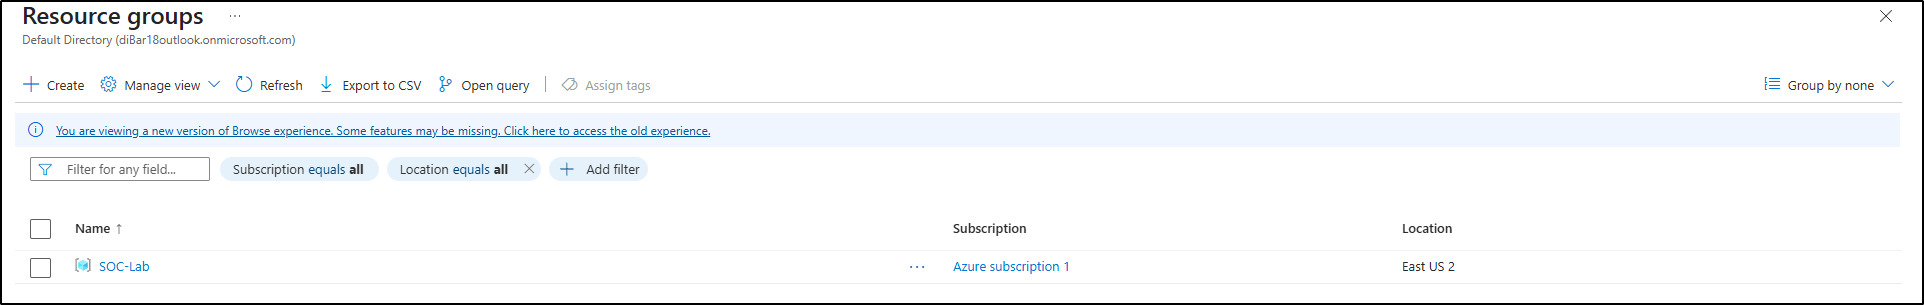 Resource groups ...
Default Directory (diBar18outlook.onmicrosoft.com)
Create Manage view Refresh Export to CSV Open query Assign tags Group by none
You are viewing a new version of Browse experience. Some features may be missing. Click here to access the old experience.
Filter for any field... Subscription equals all Location equals all Add filter
Name ↑ Subscription Location
SOC-Lab ... Azure subscription 1 East US 2